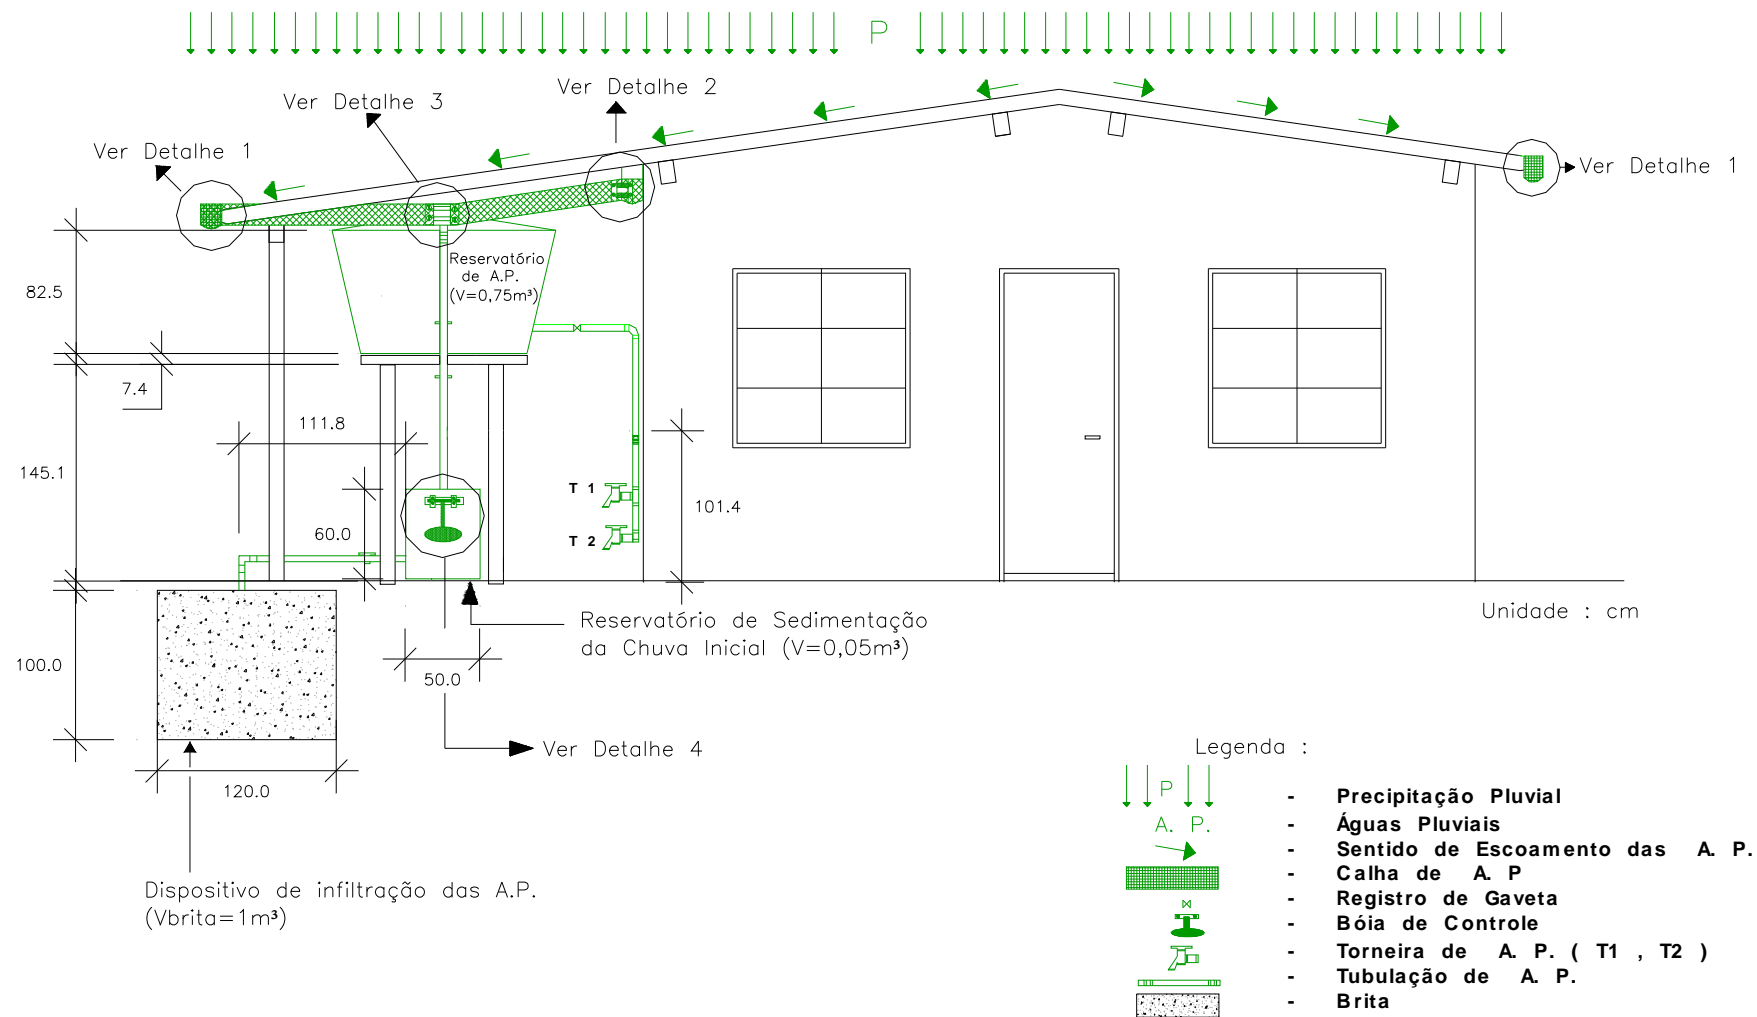 P
Ver Detalhe 2
Ver Detalhe 3
Ver Detalhe 1
Ver Detalhe 1
Reservatório
de A.P.
(V=0,75m³)
82.5
7.4
111.8
145.1
T 1
101.4
60.0
T 2
Unidade : cm
Reservatório de Sedimentação
da Chuva Inicial (V=0,05m³)
100.0
50.0
Ver Detalhe 4
120.0
Dispositivo de infiltração das A.P.
(Vbrita=1m³)
Legenda :
P - Precipitação Pluvial
A. P. - Águas Pluviais
- Sentido de Escoamento das A. P.
- Calha de A. P
- Registro de Gaveta
- Bóia de Controle
- Torneira de A. P. ( T1 , T2 )
- Tubulação de A. P.
- Brita